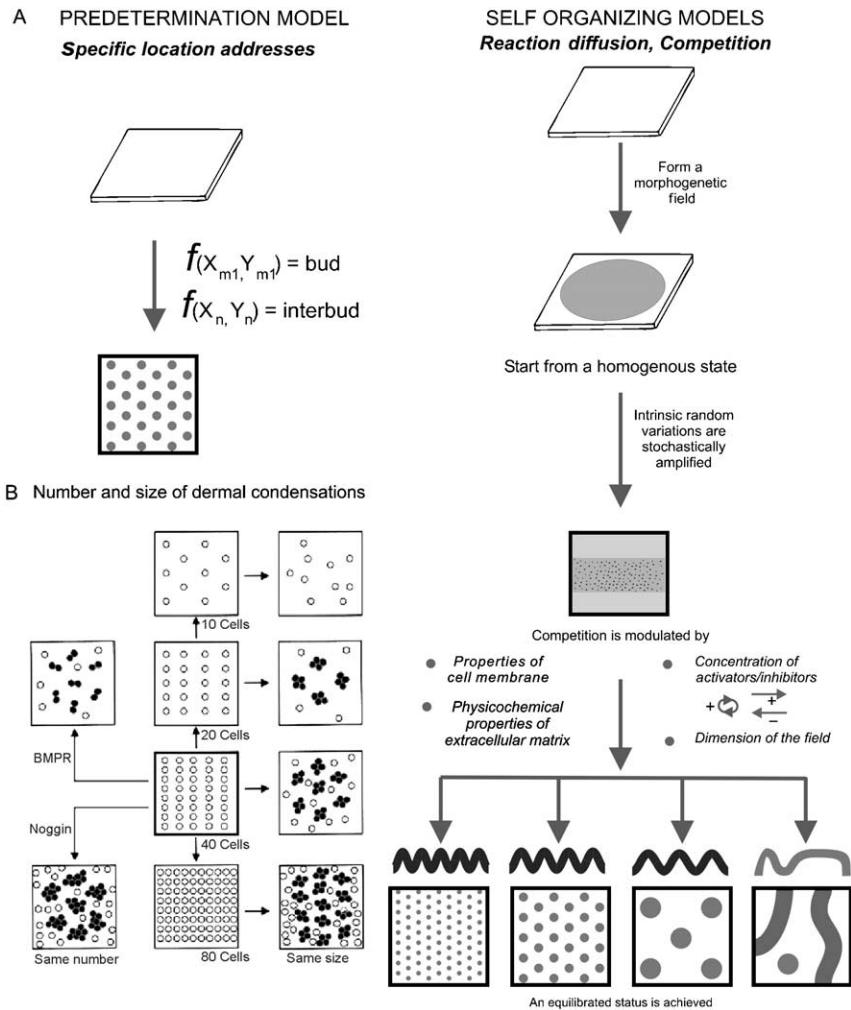 A PREDETERMINATION MODEL
Specific location addresses
f(Xm1, Ym1) = bud
f(Xn, Yn) = interbud
SELF ORGANIZING MODELS
Reaction diffusion, Competition
Form a
morphogenetic
field
Start from a homogenous state
Intrinsic random
variations are
stochastically
amplified
Competition is modulated by
Properties of
cell membrane
Physicochemical
properties of
extracellular matrix
Concentration of
activators/inhibitors
+ +
−
Dimension of the field
An equilibrated status is achieved
B Number and size of dermal condensations
10 Cells
20 Cells
BMPR
40 Cells
Noggin
80 Cells
Same number
Same size